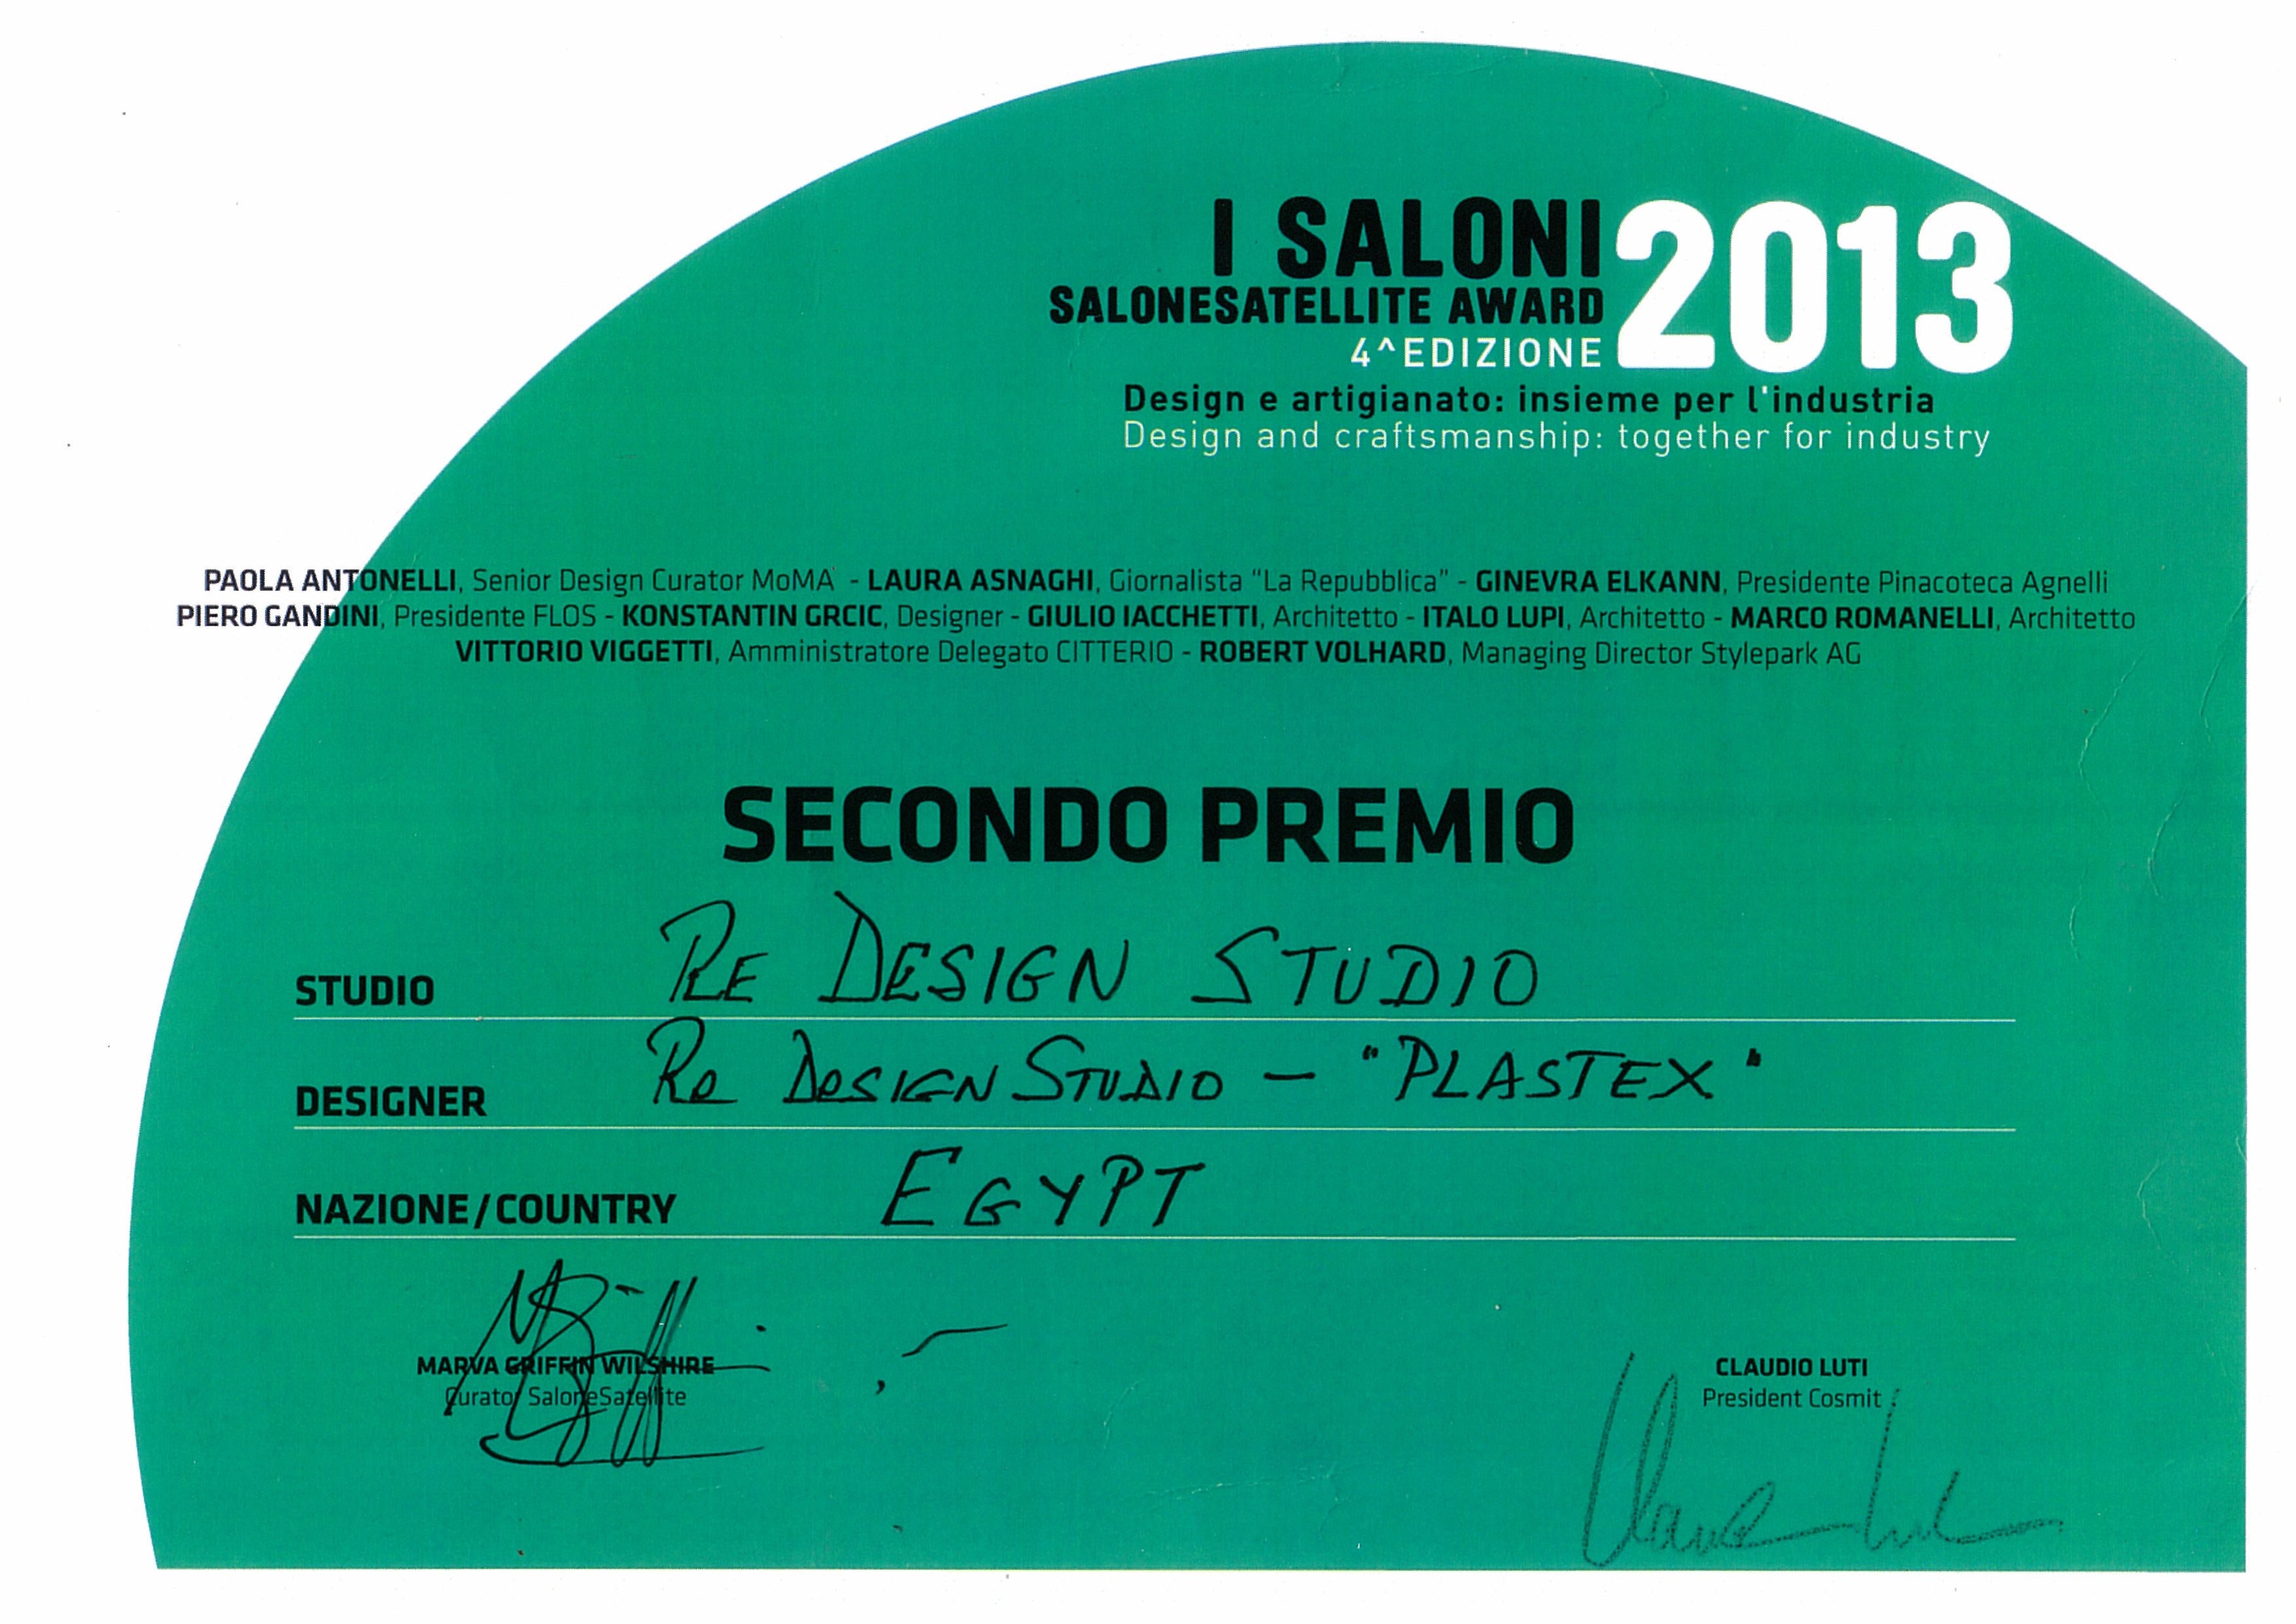 I SALONI 2013
SALONESATELLITE AWARD
4^EDIZIONE
Design e artigianato: insieme per l'industria
Design and craftsmanship: together for industry
PAOLA ANTONELLI, Senior Design Curator MoMA - LAURA ASNAGHI, Giornalista "La Repubblica" - GINEVRA ELKANN, Presidente Pinacoteca Agnelli
PIERO GANDINI, Presidente FLOS - KONSTANTIN GRCIC, Designer - GIULIO IACCHETTI, Architetto - ITALO LUPI, Architetto - MARCO ROMANELLI, Architetto
VITTORIO VIGGETTI, Amministratore Delegato CITTERIO - ROBERT VOLHARD, Managing Director Stylepark AG
SECONDO PREMIO
STUDIO RE DESIGN STUDIO
DESIGNER Re DeSIGN STUDIO - "PLASTEX"
NAZIONE/COUNTRY EGYPT
MARVA GRIFFIN WILSHIRE
Curator SaloneSatellite
CLAUDIO LUTI
President Cosmit